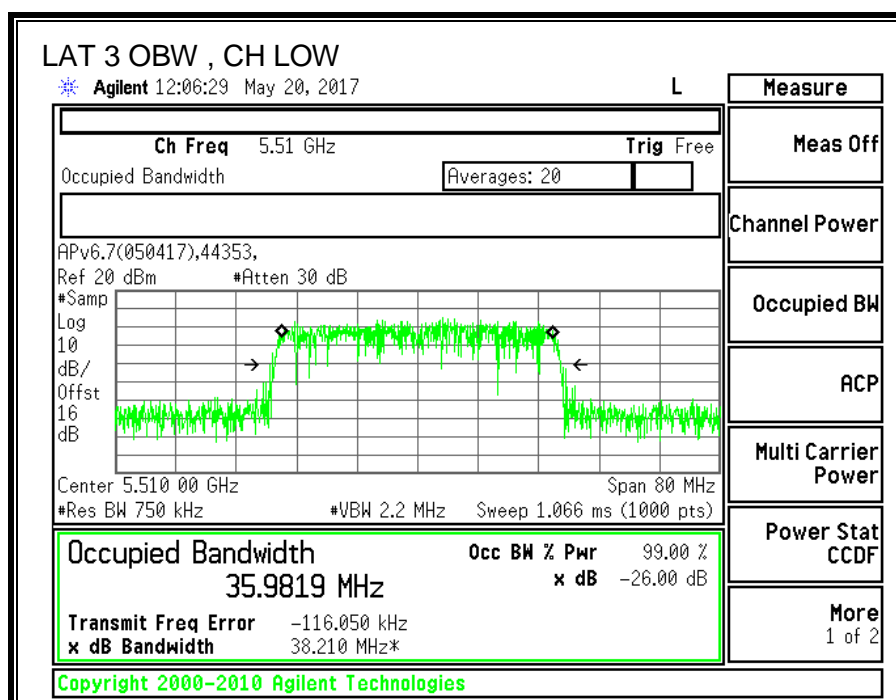 LAT 3 OBW , CH LOW
Agilent 12:06:29 May 20, 2017 L
Measure
Ch Freq 5.51 GHz Trig Free
Meas Off
Occupied Bandwidth Averages: 20
Channel Power
APv6.7(050417),44353,
Ref 20 dBm #Atten 30 dB
#Samp
Log
10
dB/
Offst
16
dB
Occupied BW
ACP
Multi Carrier
Power
Center 5.510 00 GHz Span 80 MHz
#Res BW 750 kHz #VBW 2.2 MHz Sweep 1.066 ms (1000 pts)
Power Stat
CCDF
Occupied Bandwidth Occ BW % Pwr 99.00 %
35.9819 MHz x dB -26.00 dB
Transmit Freq Error -116.050 kHz
x dB Bandwidth 38.210 MHz*
More
1 of 2
Copyright 2000-2010 Agilent Technologies